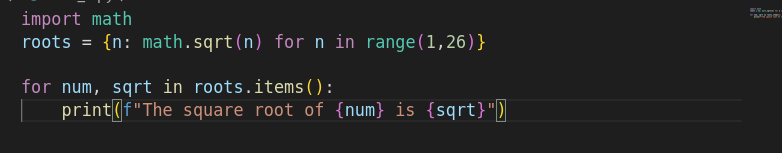 import math
roots = {n: math.sqrt(n) for n in range(1,26)}

for num, sqrt in roots.items():
    print(f"The square root of {num} is {sqrt}")